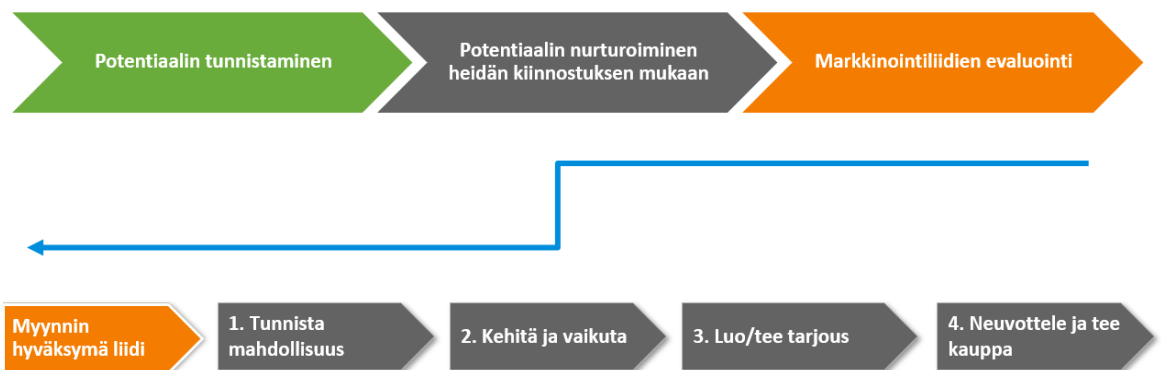 Potentiaalin tunnistaminen
Potentiaalin nurturoiminen
heidän kiinnostuksen mukaan
Markkinointiliidien evaluointi
Myynnin
hyväksymä liidi
1. Tunnista
mahdollisuus
2. Kehitä ja vaikuta
3. Luo/tee tarjous
4. Neuvottele ja tee
kauppa